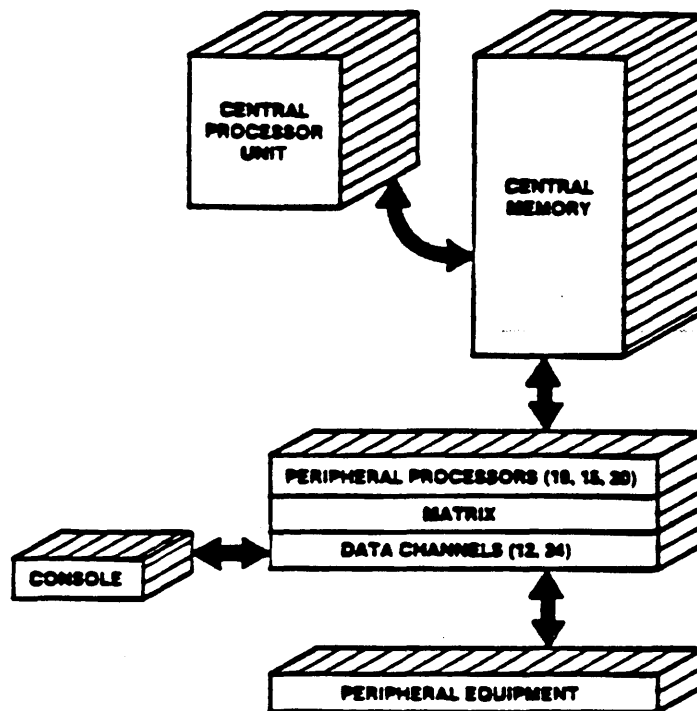 CENTRAL
PROCESSOR
UNIT
CENTRAL
MEMORY
PERIPHERAL PROCESSORS (10, 15, 20)
MATRIX
DATA CHANNELS (12, 24)
CONSOLE
PERIPHERAL EQUIPMENT